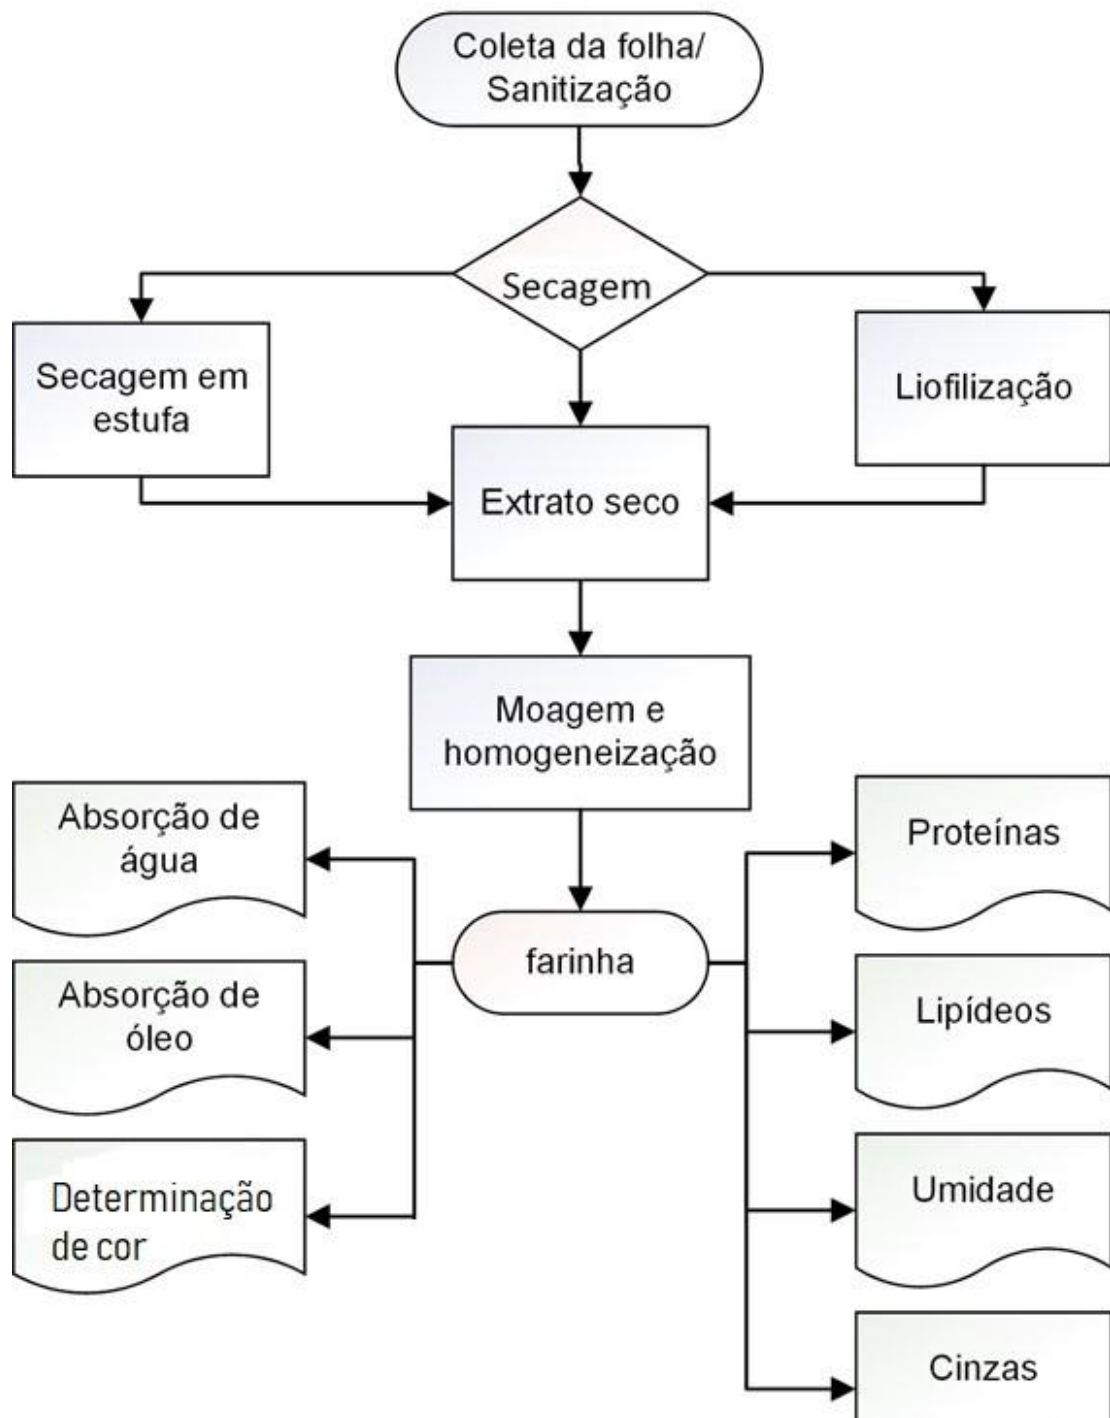 Coleta da folha/
Sanitização
Secagem
Secagem em
estufa
Liofilização
Extrato seco
Moagem e
homogeneização
Absorção de
água
Proteínas
farinha
Absorção de
óleo
Lipídeos
Determinação
de cor
Umidade
Cinzas